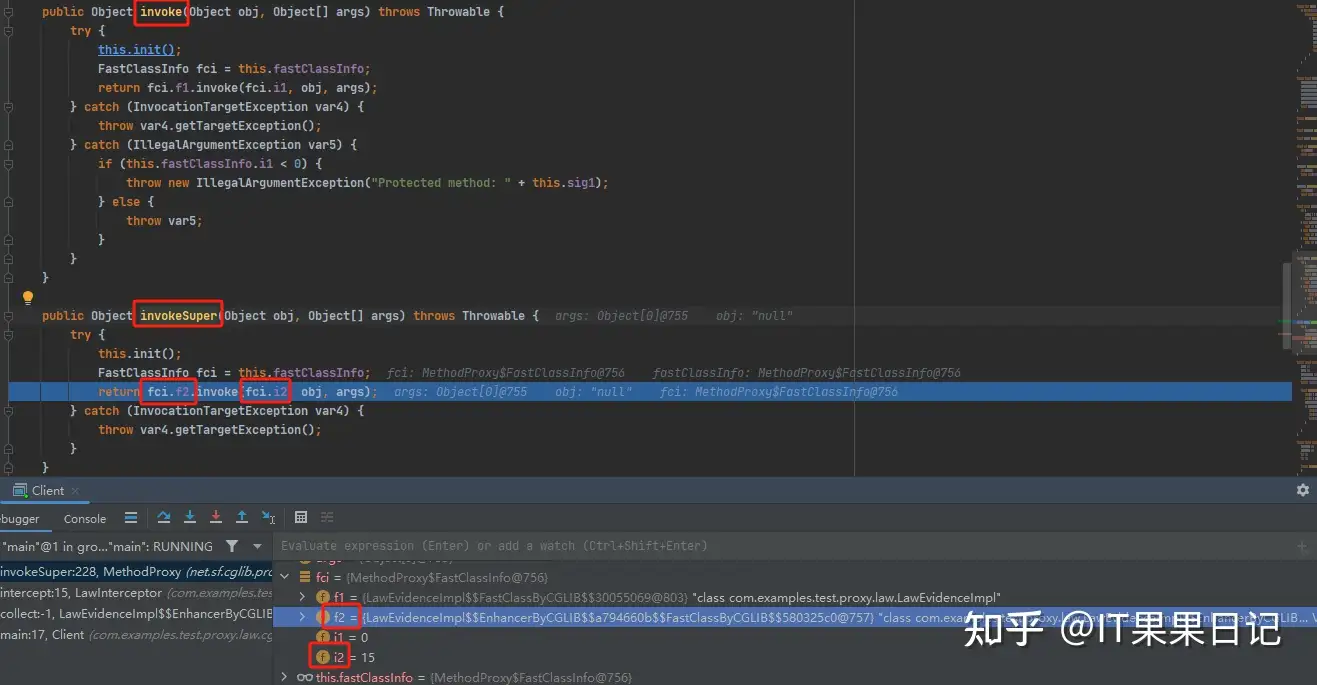 public Object invoke(Object obj, Object[] args) throws Throwable {
try {
this.init();
FastClassInfo fci = this.fastClassInfo;
return fci.f1.invoke(fci.i1, obj, args);
} catch (InvocationTargetException var4) {
throw var4.getTargetException();
} catch (IllegalArgumentException var5) {
if (this.fastClassInfo.i1 < 0) {
throw new IllegalArgumentException("Protected method: " + this.sig1);
} else {
throw var5;
}
}
}
public Object invokeSuper(Object obj, Object[] args) throws Throwable { args: Object[0]@755 obj: "null"
try {
this.init();
FastClassInfo fci = this.fastClassInfo; fci: MethodProxy$FastClassInfo@756 fastClassInfo: MethodProxy$FastClassInfo@756
return fci.f2.invoke(fci.i2, obj, args); args: Object[0]@755 obj: "null" fci: MethodProxy$FastClassInfo@756
} catch (InvocationTargetException var4) {
throw var4.getTargetException();
}
}
Client
bugger Console
"main"@1 in gro..."main": RUNNING
Evaluate expression (Enter) or add a watch (Ctrl+Shift+Enter)
invokeSuper:228, MethodProxy (net.sf.cglib.pro
intercept:15, LawInterceptor (com.examples.tes
collect:-1, LawEvidenceImpl$$EnhancerByCGLIB
main:17, Client (com.examples.test.proxy.law.cg
fci = {MethodProxy$FastClassInfo@756}
f1 = {LawEvidenceImpl$$FastClassByCGLIB$$30055069@803} "class com.examples.test.proxy.law.LawEvidenceImpl"
f2 = {LawEvidenceImpl$$EnhancerByCGLIB$$a794660b$$FastClassByCGLIB$$580325c0@757} "class com.exa
i1 = 0
i2 = 15
this.fastClassInfo = {MethodProxy$FastClassInfo@756}
知乎 @IT果果日记